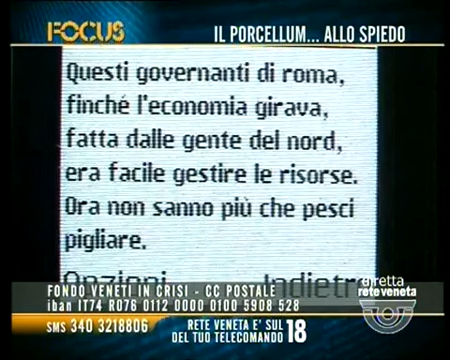 FOCUS
IL PORCELLUM... ALLO SPIEDO
Questi governanti di roma,
finché l'economia girava,
fatta dalle gente del nord,
era facile gestire le risorse.
Ora non sanno più che pesci
pigliare.
Opzioni Indietro
diretta
reteveneta
FONDO VENETI IN CRISI - CC POSTALE
iban IT74 R076 0112 0000 0100 5908 528
SMS 340 3218806
RETE VENETA E' SUL
DEL TUO TELECOMANDO 18